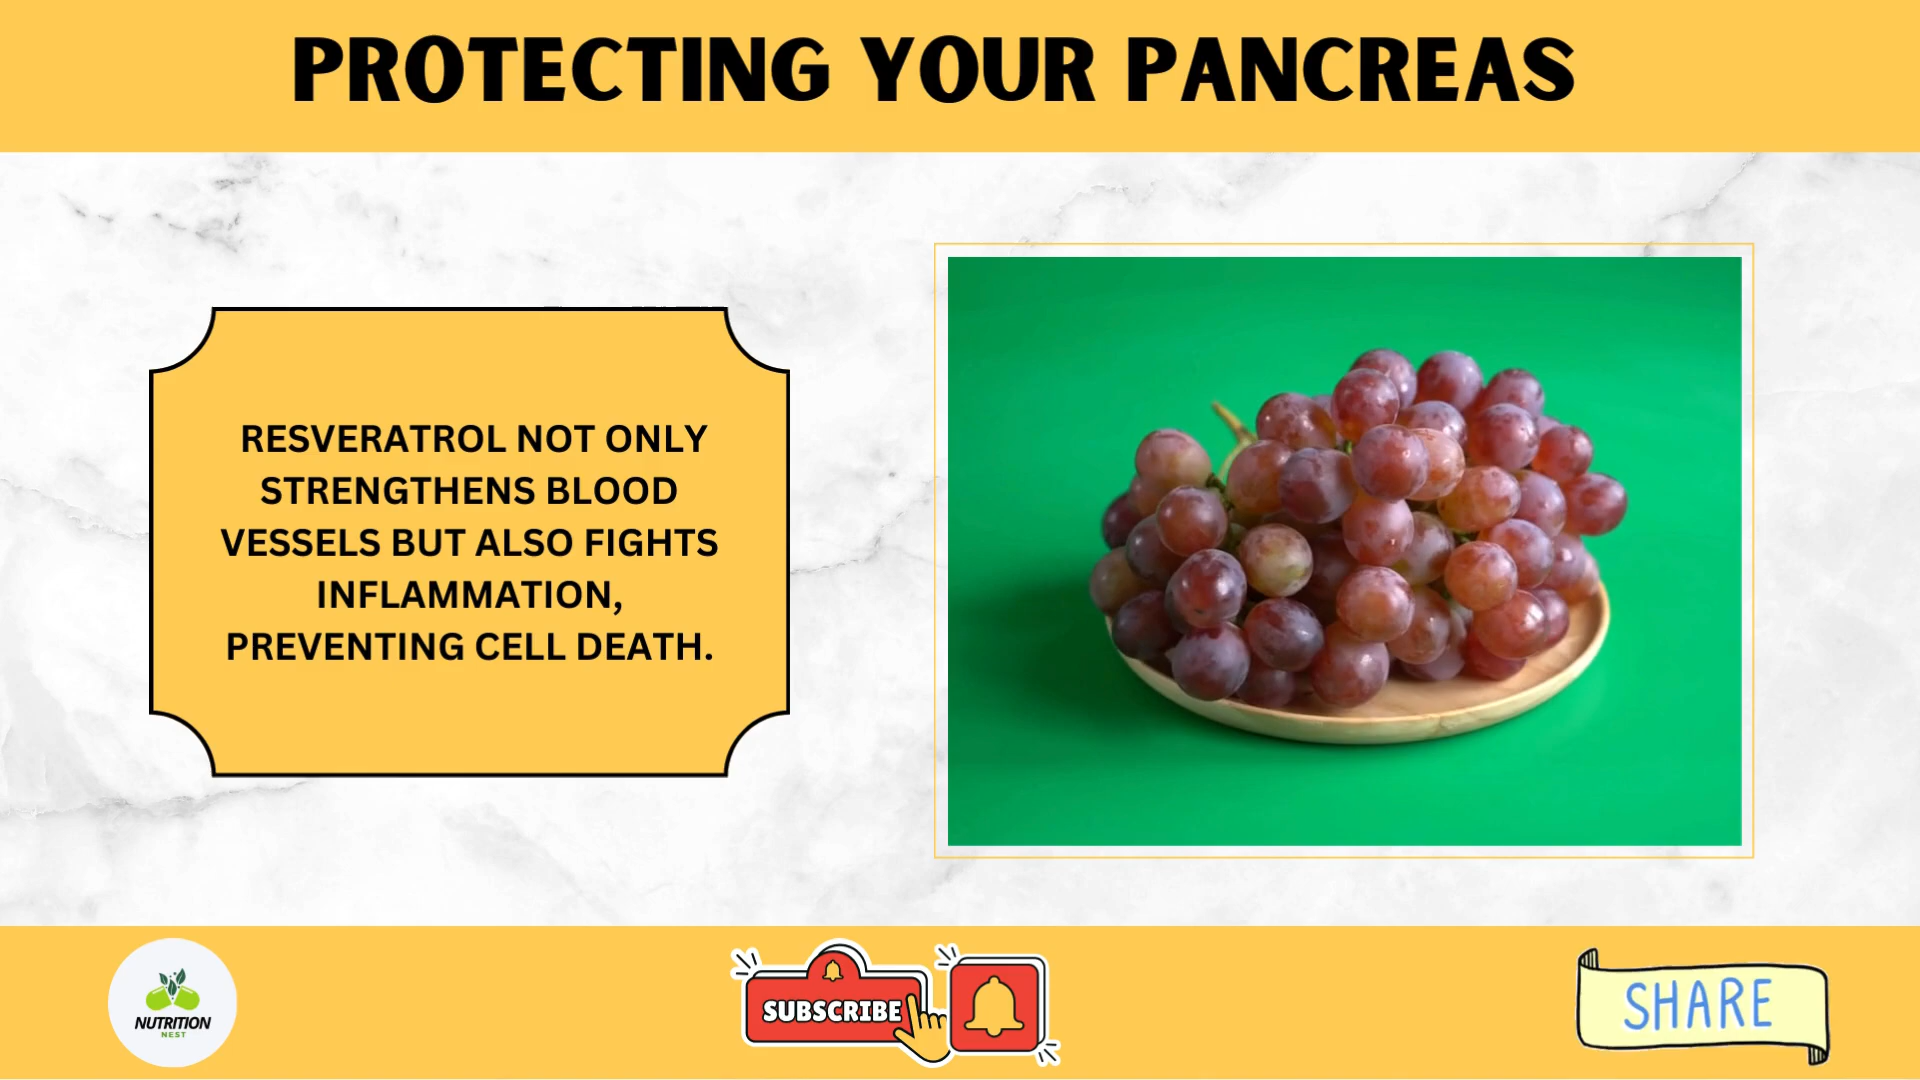 PROTECTING YOUR PANCREAS
RESVERATROL NOT ONLY
STRENGTHENS BLOOD
VESSELS BUT ALSO FIGHTS
INFLAMMATION,
PREVENTING CELL DEATH.
NUTRITION
NEST
SUBSCRIBE
SHARE